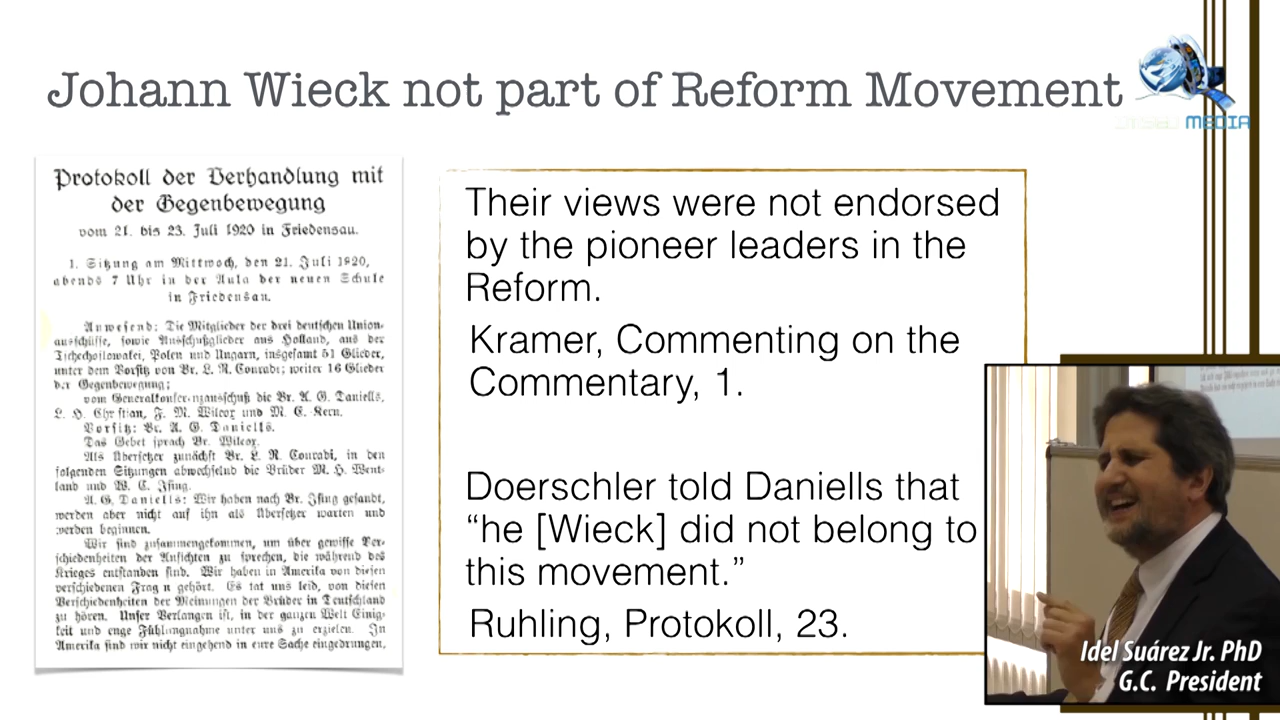 Johann Wieck not part of Reform Movement
MEDIA
Protokoll der Verhandlung mit
der Gegenbewegung
vom 21. bis 23. Juli 1920 in Friedensau.
1. Sitzung am Mittwoch, den 21. Juli 1920,
abends 7 Uhr in der Aula der neuen Schule
in Friedensau.
Anwesend: Die Mitglieder der drei deutschen Union-
ausschüsse, sowie Ausschußglieder aus Holland, aus der
Tschechoslowakei, Polen und Ungarn, insgesamt 51 Glieder,
unter dem Vorsitz von Br. L. R. Conradi; weiter 16 Glieder
der Gegenbewegung;
vom Generalkonferenzausschuß die Br. A. G. Daniells,
L. H. Christian, F. M. Wilcox und M. E. Kern.
Vorsitz: Br. A. G. Daniells.
Das Gebet sprach Br. Wilcox.
Als Übersetzer zunächst Br. L. R. Conradi, in den
folgenden Sitzungen abwechselnd die Brüder M. H. Went-
land und W. C. Ising.
A. G. Daniells: Wir haben nach Br. Ising gesandt,
werden aber nicht auf ihn als Übersetzer warten und
werden beginnen.
Wir sind zusammengekommen, um über gewisse Ver-
schiedenheiten der Ansichten zu sprechen, die während des
Krieges entstanden sind. Wir haben in Amerika von diesen
verschiedenen Fragen gehört. Es tat uns leid, von diesen
Verschiedenheiten der Meinungen der Brüder in Deutschland
zu hören. Unser Verlangen ist, in der ganzen Welt Einig-
keit und enge Fühlungnahme unter uns zu erzielen. In
Amerika sind wir nicht eingehend in eure Sache eingedrungen,
Their views were not endorsed
by the pioneer leaders in the
Reform.
Kramer, Commenting on the
Commentary, 1.
Doerschler told Daniells that
“he [Wieck] did not belong to
this movement.”
Ruhling, Protokoll, 23.
Idel Suárez Jr. PhD
G.C. President